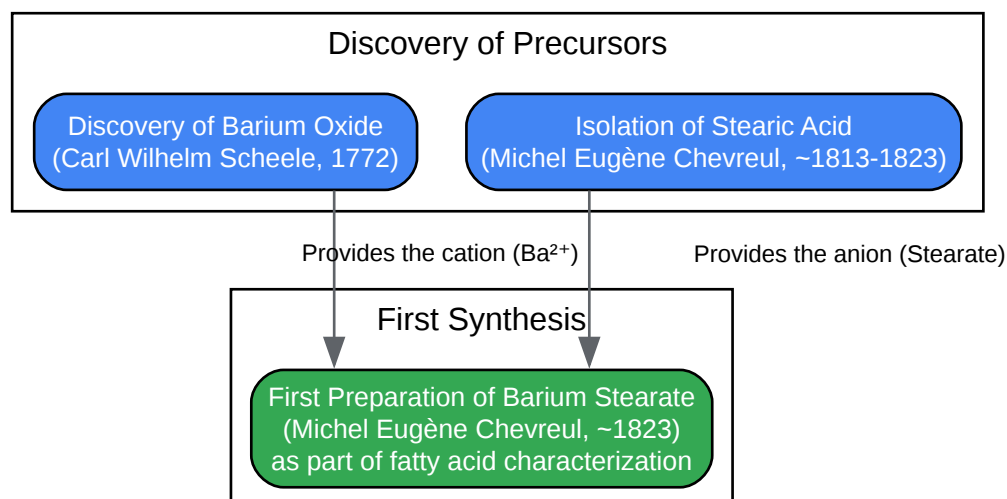 Discovery of Precursors
Discovery of Barium Oxide
(Carl Wilhelm Scheele, 1772)
Isolation of Stearic Acid
(Michel Eugène Chevreul, ~1813-1823)
Provides the cation (Ba²⁺)
Provides the anion (Stearate)
First Synthesis
First Preparation of Barium Stearate
(Michel Eugène Chevreul, ~1823)
as part of fatty acid characterization